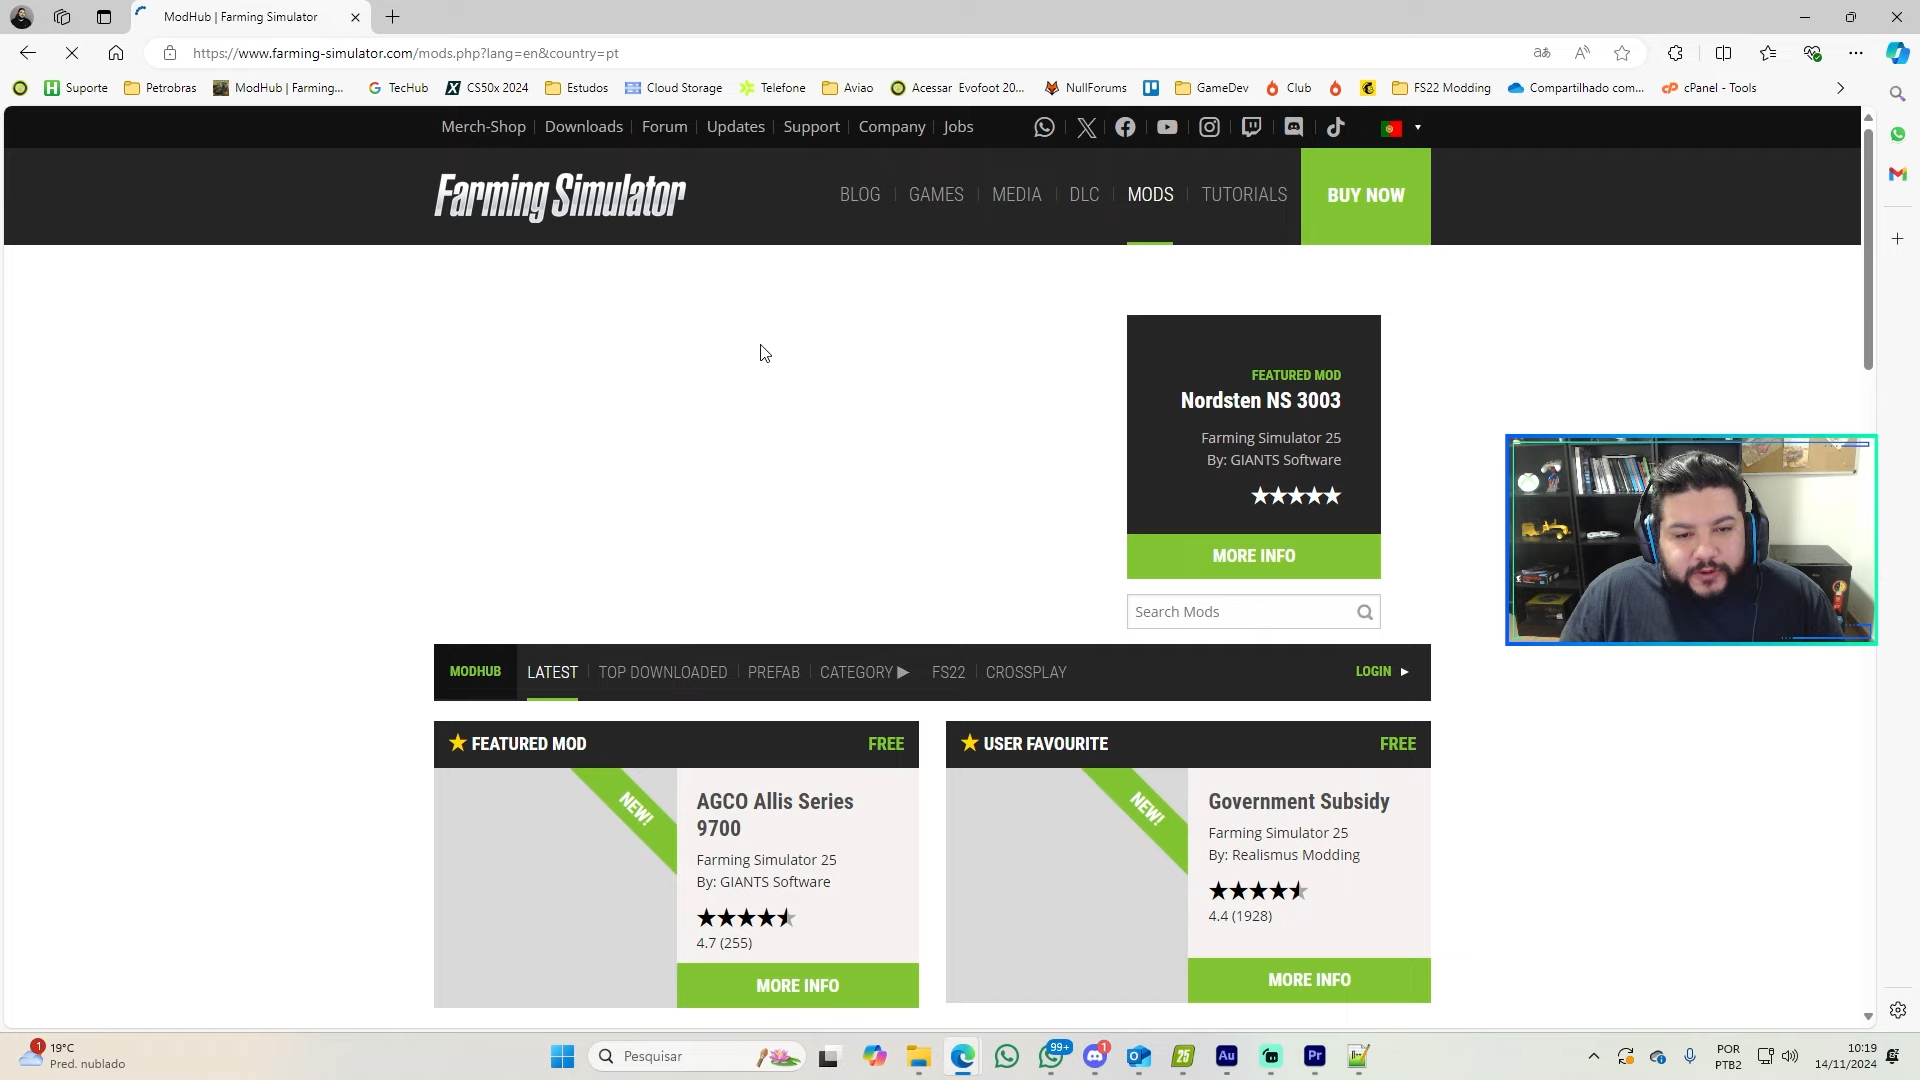 ModHub | Farming Simulator
https://www.farming-simulator.com/mods.php?lang=en&country=pt
Suporte
Petrobras
ModHub | Farming...
TecHub
CS50x 2024
Estudos
Cloud Storage
Telefone
Aviao
Acessar Evofoot 20...
NullForums
GameDev
Club
FS22 Modding
Compartilhado com...
cPanel - Tools
Merch-Shop
Downloads
Forum
Updates
Support
Company
Jobs
Farming Simulator
BLOG
GAMES
MEDIA
DLC
MODS
TUTORIALS
BUY NOW
FEATURED MOD
Nordsten NS 3003
Farming Simulator 25
By: GIANTS Software
MORE INFO
Search Mods
MODHUB
LATEST
TOP DOWNLOADED
PREFAB
CATEGORY
FS22
CROSSPLAY
LOGIN
FEATURED MOD
FREE
NEW!
AGCO Allis Series
9700
Farming Simulator 25
By: GIANTS Software
4.7 (255)
MORE INFO
USER FAVOURITE
FREE
NEW!
Government Subsidy
Farming Simulator 25
By: Realismus Modding
4.4 (1928)
MORE INFO
1
19°C
Pred. nublado
Pesquisar
99+
1
25
Au
Pr
POR
PTB2
10:19
14/11/2024